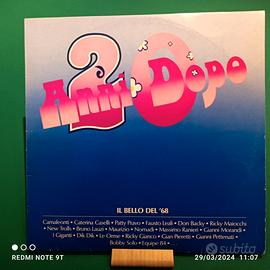 20 Anni Dopo
IL BELLO DEL '68
Camaleonti • Caterina Caselli • Patty Pravo • Fausto Leali • Don Backy • Ricky Maiocchi
• New Trolls • Bruno Lauzi • Maurizio • Nomadi • Massimo Ranieri • Gianni Morandi •
I Giganti • Dik Dik • Le Orme • Ricky Gianco • Gian Pieretti • Gianni Pettenati •
Bobby Solo • Equipe 84 •
REDMI NOTE 9T
29/03/2024 11:07
subito